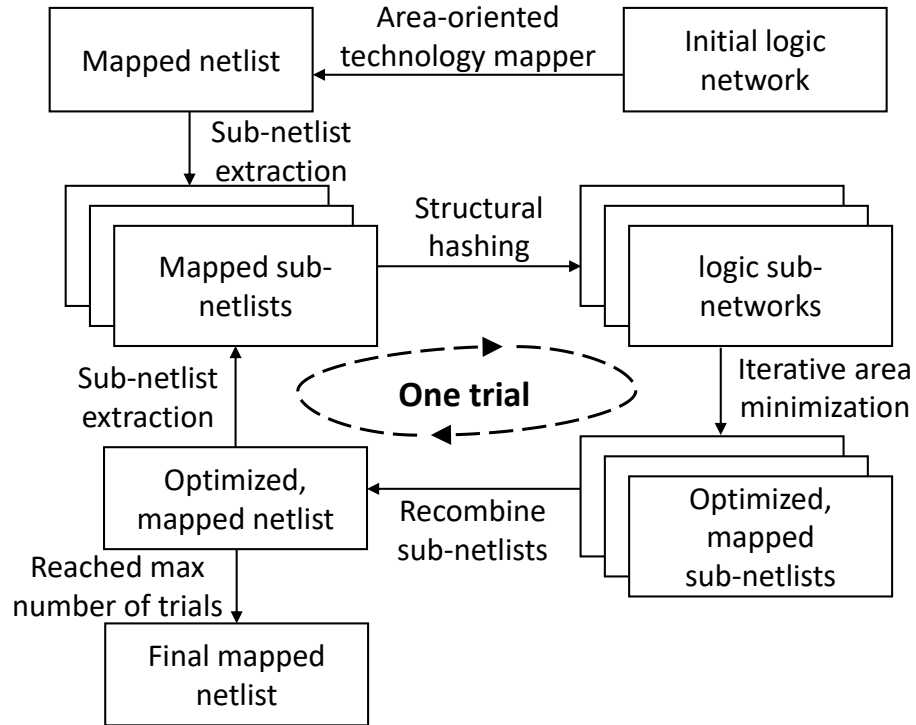 Mapped netlist
Area-oriented
technology mapper
Initial logic
network
Sub-netlist
extraction
Mapped sub-
netlists
Structural
hashing
logic sub-
networks
Sub-netlist
extraction
One trial
Iterative area
minimization
Optimized,
mapped netlist
Recombine
sub-netlists
Optimized,
mapped
sub-netlists
Reached max
number of trials
Final mapped
netlist